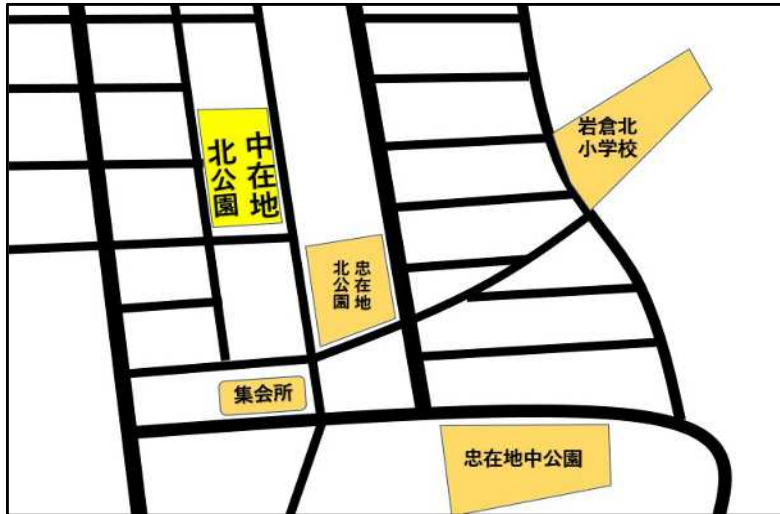 岩倉北
小学校
中在地
北公園
忠在地
北公園
集会所
忠在地中公園